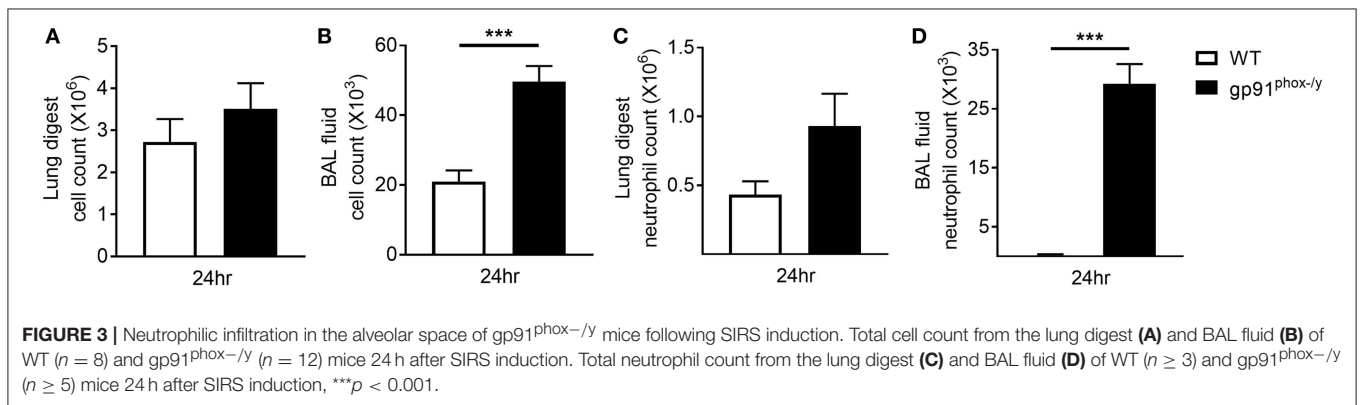 A
Lung digest
cell count (X10⁶)
5
4
3
2
1
0
24hr
B
BAL fluid
cell count (X10³)
60
40
20
0
***
24hr
C
Lung digest
neutrophil count (X10⁶)
1.5
1.0
0.5
24hr
D
BAL fluid
neutrophil count (X10³)
35
25
15
5
***
24hr
WT
gp91phox-/y
FIGURE 3 | Neutrophilic infiltration in the alveolar space of gp91phox−/y mice following SIRS induction. Total cell count from the lung digest (A) and BAL fluid (B) of
WT (n = 8) and gp91phox−/y (n = 12) mice 24 h after SIRS induction. Total neutrophil count from the lung digest (C) and BAL fluid (D) of WT (n ≥ 3) and gp91phox−/y
(n ≥ 5) mice 24 h after SIRS induction, ***p < 0.001.